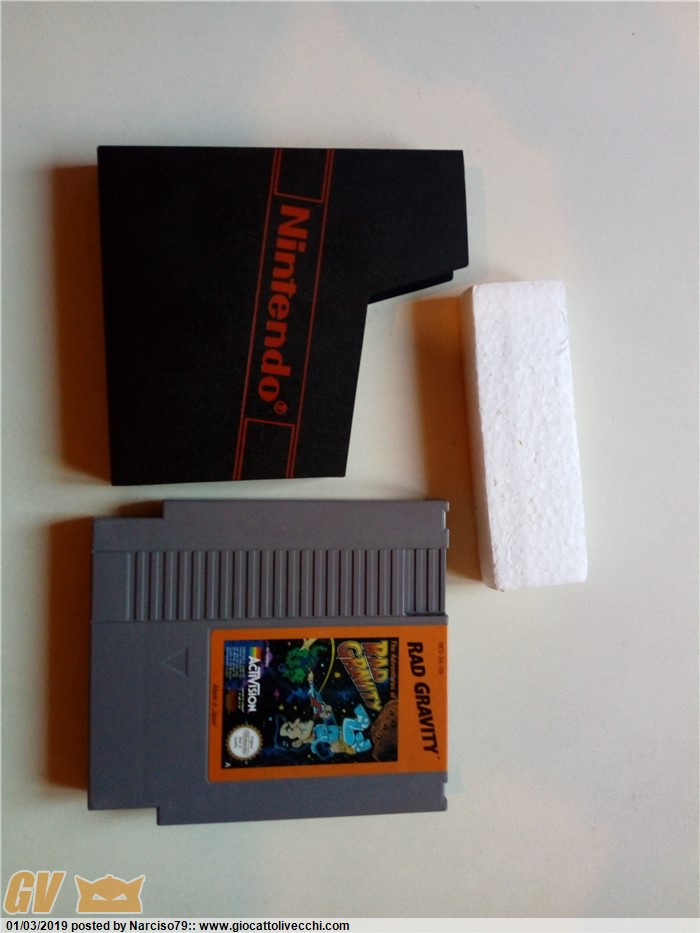 Nintendo®
RAD GRAVITY™
The Adventures of
RAD
GRAVITY
ACTIVISION
Made in Japan
A
GV
01/03/2019 posted by Narciso79:: www.giocattolivecchi.com